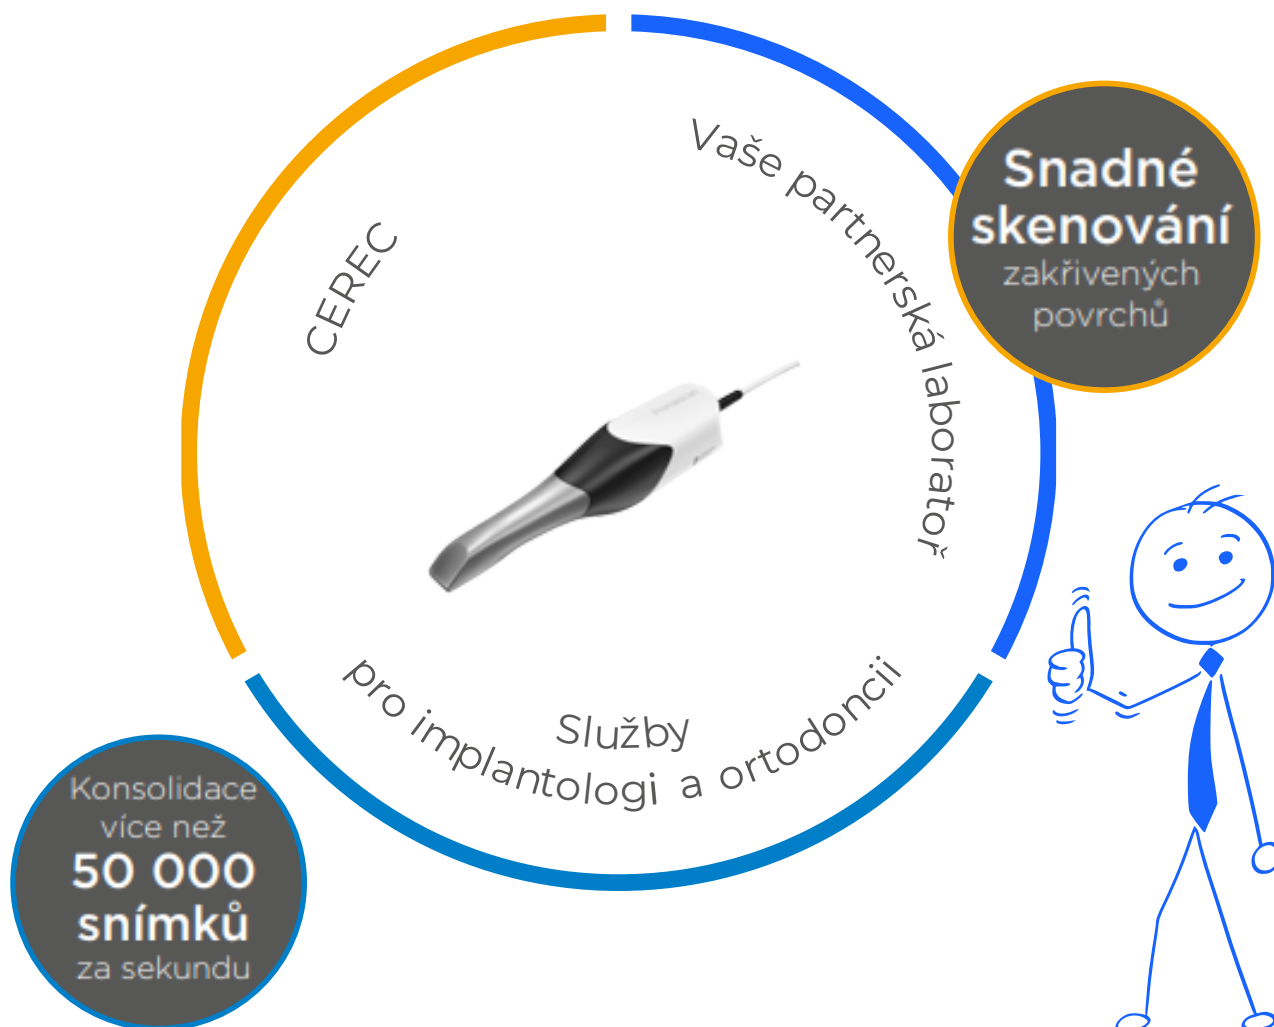 CEREC
Vaše partnerská laboratoř
Snadné
skenování
zakřivených
povrchů
Služby
pro implantologi a ortodoncii
Konsolidace
více než
50 000
snímků
za sekundu